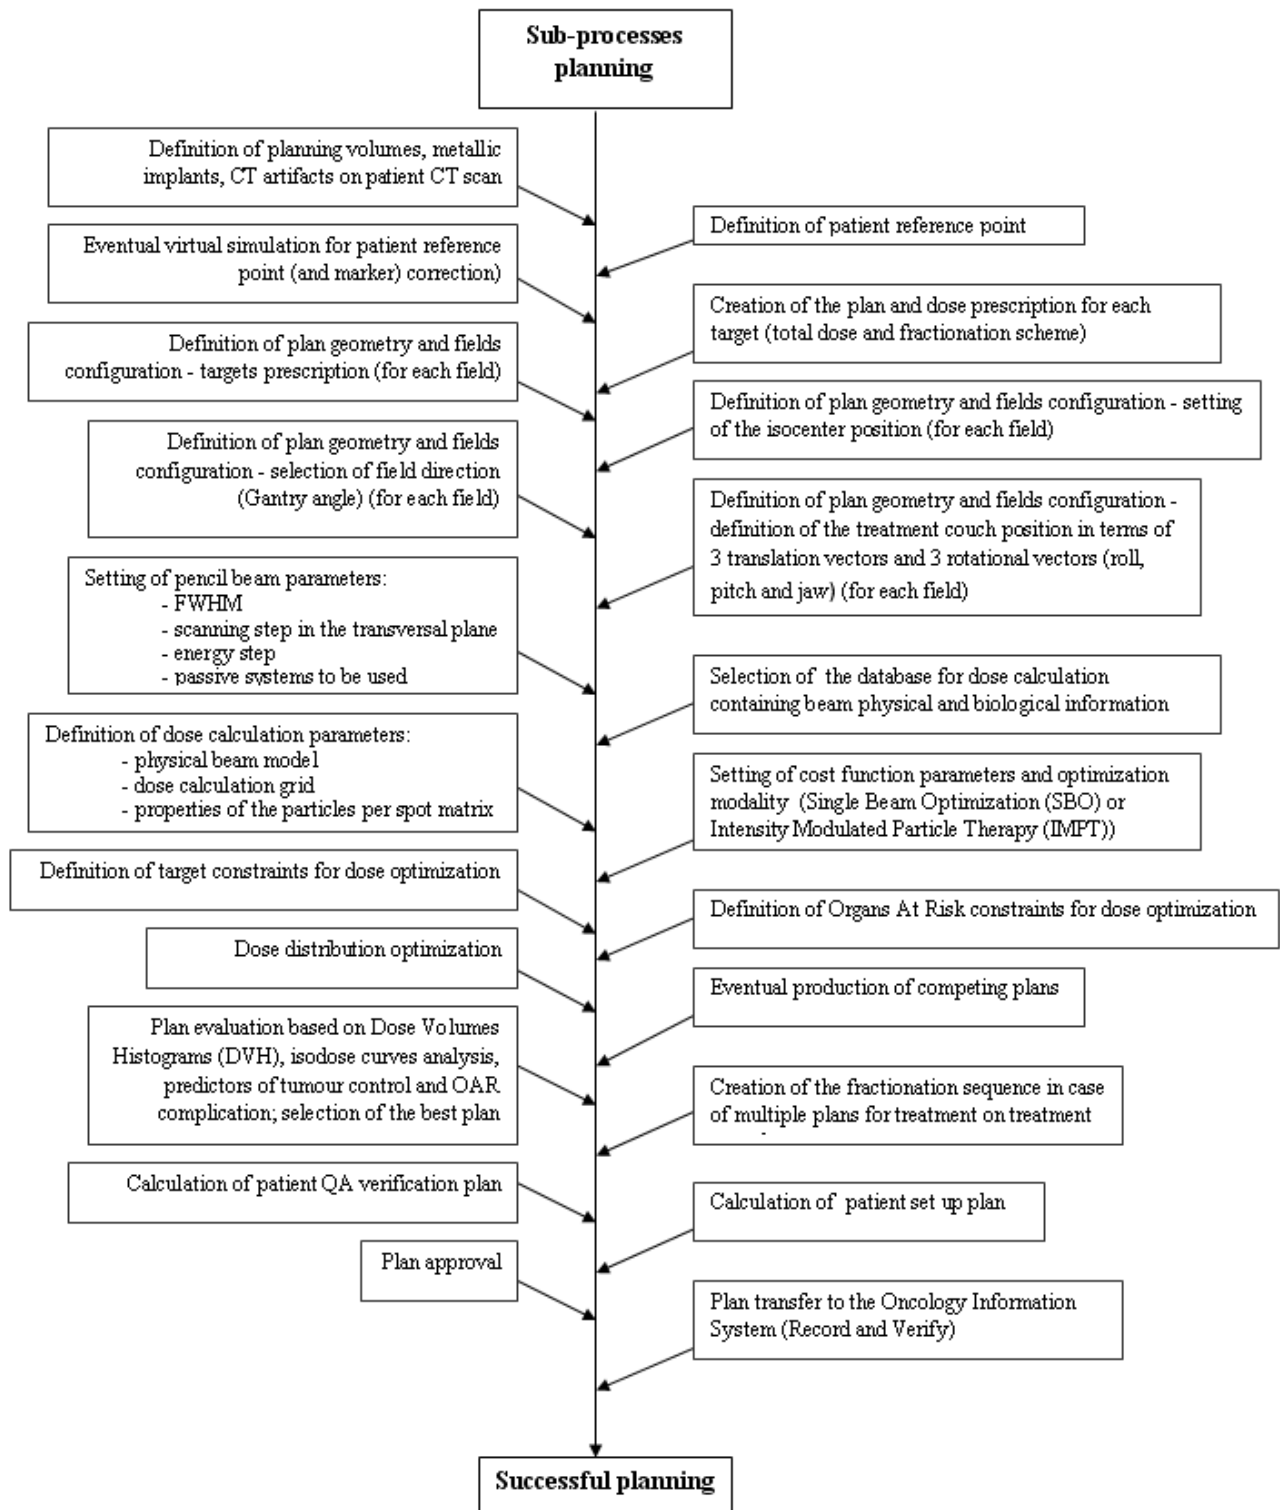 Sub-processes
planning
Definition of planning volumes, metallic
implants, CT artifacts on patient CT scan
Definition of patient reference point
Eventual virtual simulation for patient reference
point (and marker) correction)
Creation of the plan and dose prescription for each
target (total dose and fractionation scheme)
Definition of plan geometry and fields
configuration - targets prescription (for each field)
Definition of plan geometry and fields configuration - setting
of the isocenter position (for each field)
Definition of plan geometry and fields
configuration - selection of field direction
(Gantry angle) (for each field)
Definition of plan geometry and fields configuration -
definition of the treatment couch position in terms of
3 translation vectors and 3 rotational vectors (roll,
pitch and jaw) (for each field)
Setting of pencil beam parameters:
- FWHM
- scanning step in the transversal plane
- energy step
- passive systems to be used
Selection of the database for dose calculation
containing beam physical and biological information
Definition of dose calculation parameters:
- physical beam model
- dose calculation grid
- properties of the particles per spot matrix
Setting of cost function parameters and optimization
modality (Single Beam Optimization (SBO) or
Intensity Modulated Particle Therapy (IMPT))
Definition of target constraints for dose optimization
Definition of Organs At Risk constraints for dose optimization
Dose distribution optimization
Eventual production of competing plans
Plan evaluation based on Dose Volumes
Histograms (DVH), isodose curves analysis,
predictors of tumour control and OAR
complication; selection of the best plan
Creation of the fractionation sequence in case
of multiple plans for treatment on treatment
Calculation of patient QA verification plan
Calculation of patient set up plan
Plan approval
Plan transfer to the Oncology Information
System (Record and Verify)
Successful planning